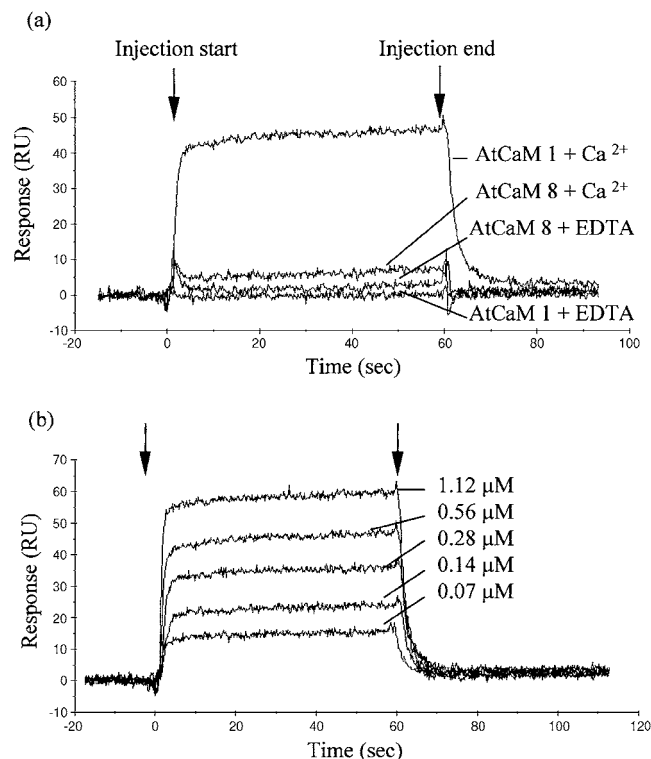 (a)
Injection start
Injection end
60
50
40
30
20
10
0
-10
Response (RU)
AtCaM 1 + Ca 2+
AtCaM 8 + Ca 2+
AtCaM 8 + EDTA
AtCaM 1 + EDTA
-20
0
20
40
60
80
100
Time (sec)
(b)
70
60
50
40
30
20
10
0
-10
Response (RU)
1.12 μM
0.56 μM
0.28 μM
0.14 μM
0.07 μM
-20
0
20
40
60
80
100
120
Time (sec)